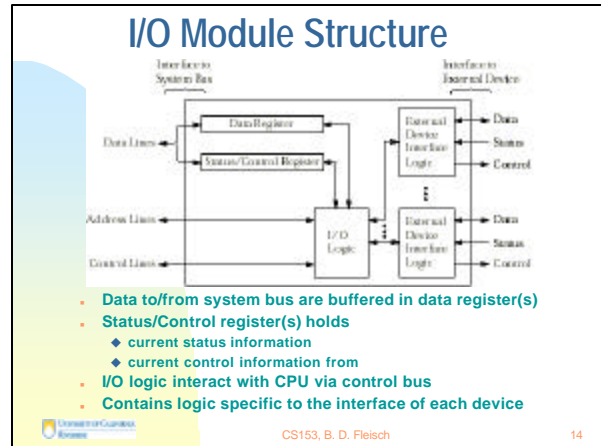 I/O Module Structure
Interface to
System Bus
Interface to
External Device
Data Register
Status/Control Register
Data Lines
Address Lines
Control Lines
I/O
Logic
External
Device
Interface
Logic
Data
Status
Control
External
Device
Interface
Logic
Data
Status
Control
Data to/from system bus are buffered in data register(s)
Status/Control register(s) holds
current status information
current control information from
I/O logic interact with CPU via control bus
Contains logic specific to the interface of each device
University of California
Riverside
CS153, B. D. Fleisch
14